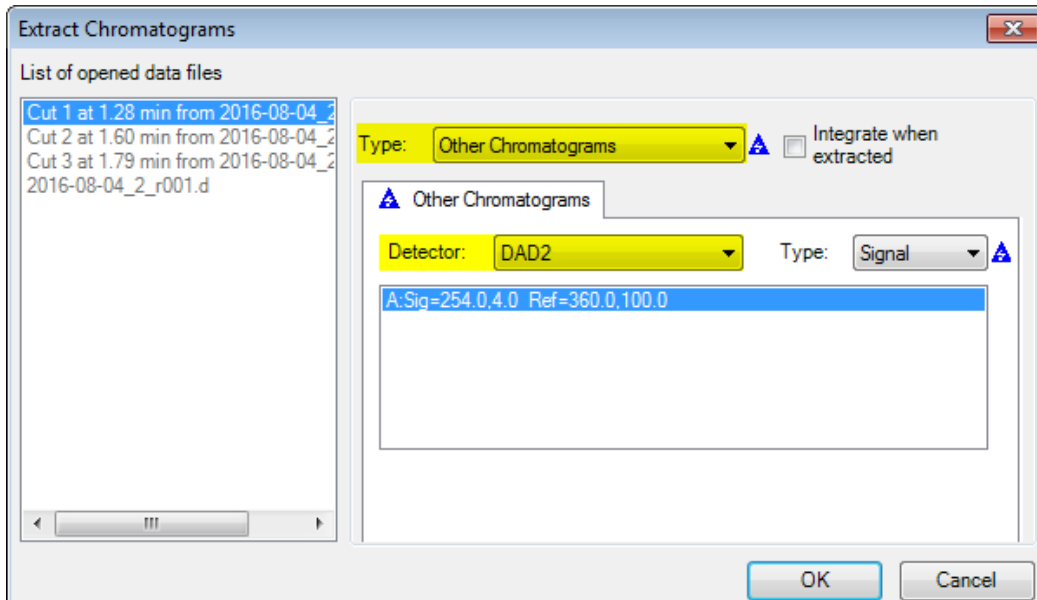 Extract Chromatograms
List of opened data files
Cut 1 at 1.28 min from 2016-08-04_2
Cut 2 at 1.60 min from 2016-08-04_2
Cut 3 at 1.79 min from 2016-08-04_2
2016-08-04_2_r001.d
Type: Other Chromatograms
Integrate when
extracted
Other Chromatograms
Detector: DAD2 Type: Signal
A:Sig=254.0,4.0 Ref=360.0,100.0
OK Cancel